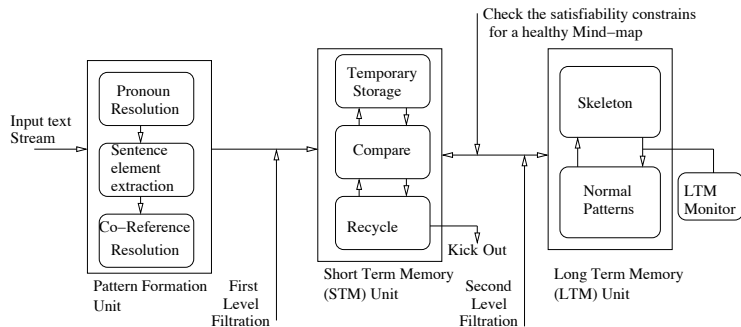 Check the satisfiability constrains
for a healthy Mind-map
Input text
Stream
Pronoun
Resolution
Sentence
element
extraction
Co-Reference
Resolution
Pattern Formation
Unit
First
Level
Filtration
Temporary
Storage
Compare
Recycle
Kick Out
Short Term Memory
(STM) Unit
Second
Level
Filtration
Skeleton
Normal
Patterns
LTM
Monitor
Long Term Memory
(LTM) Unit